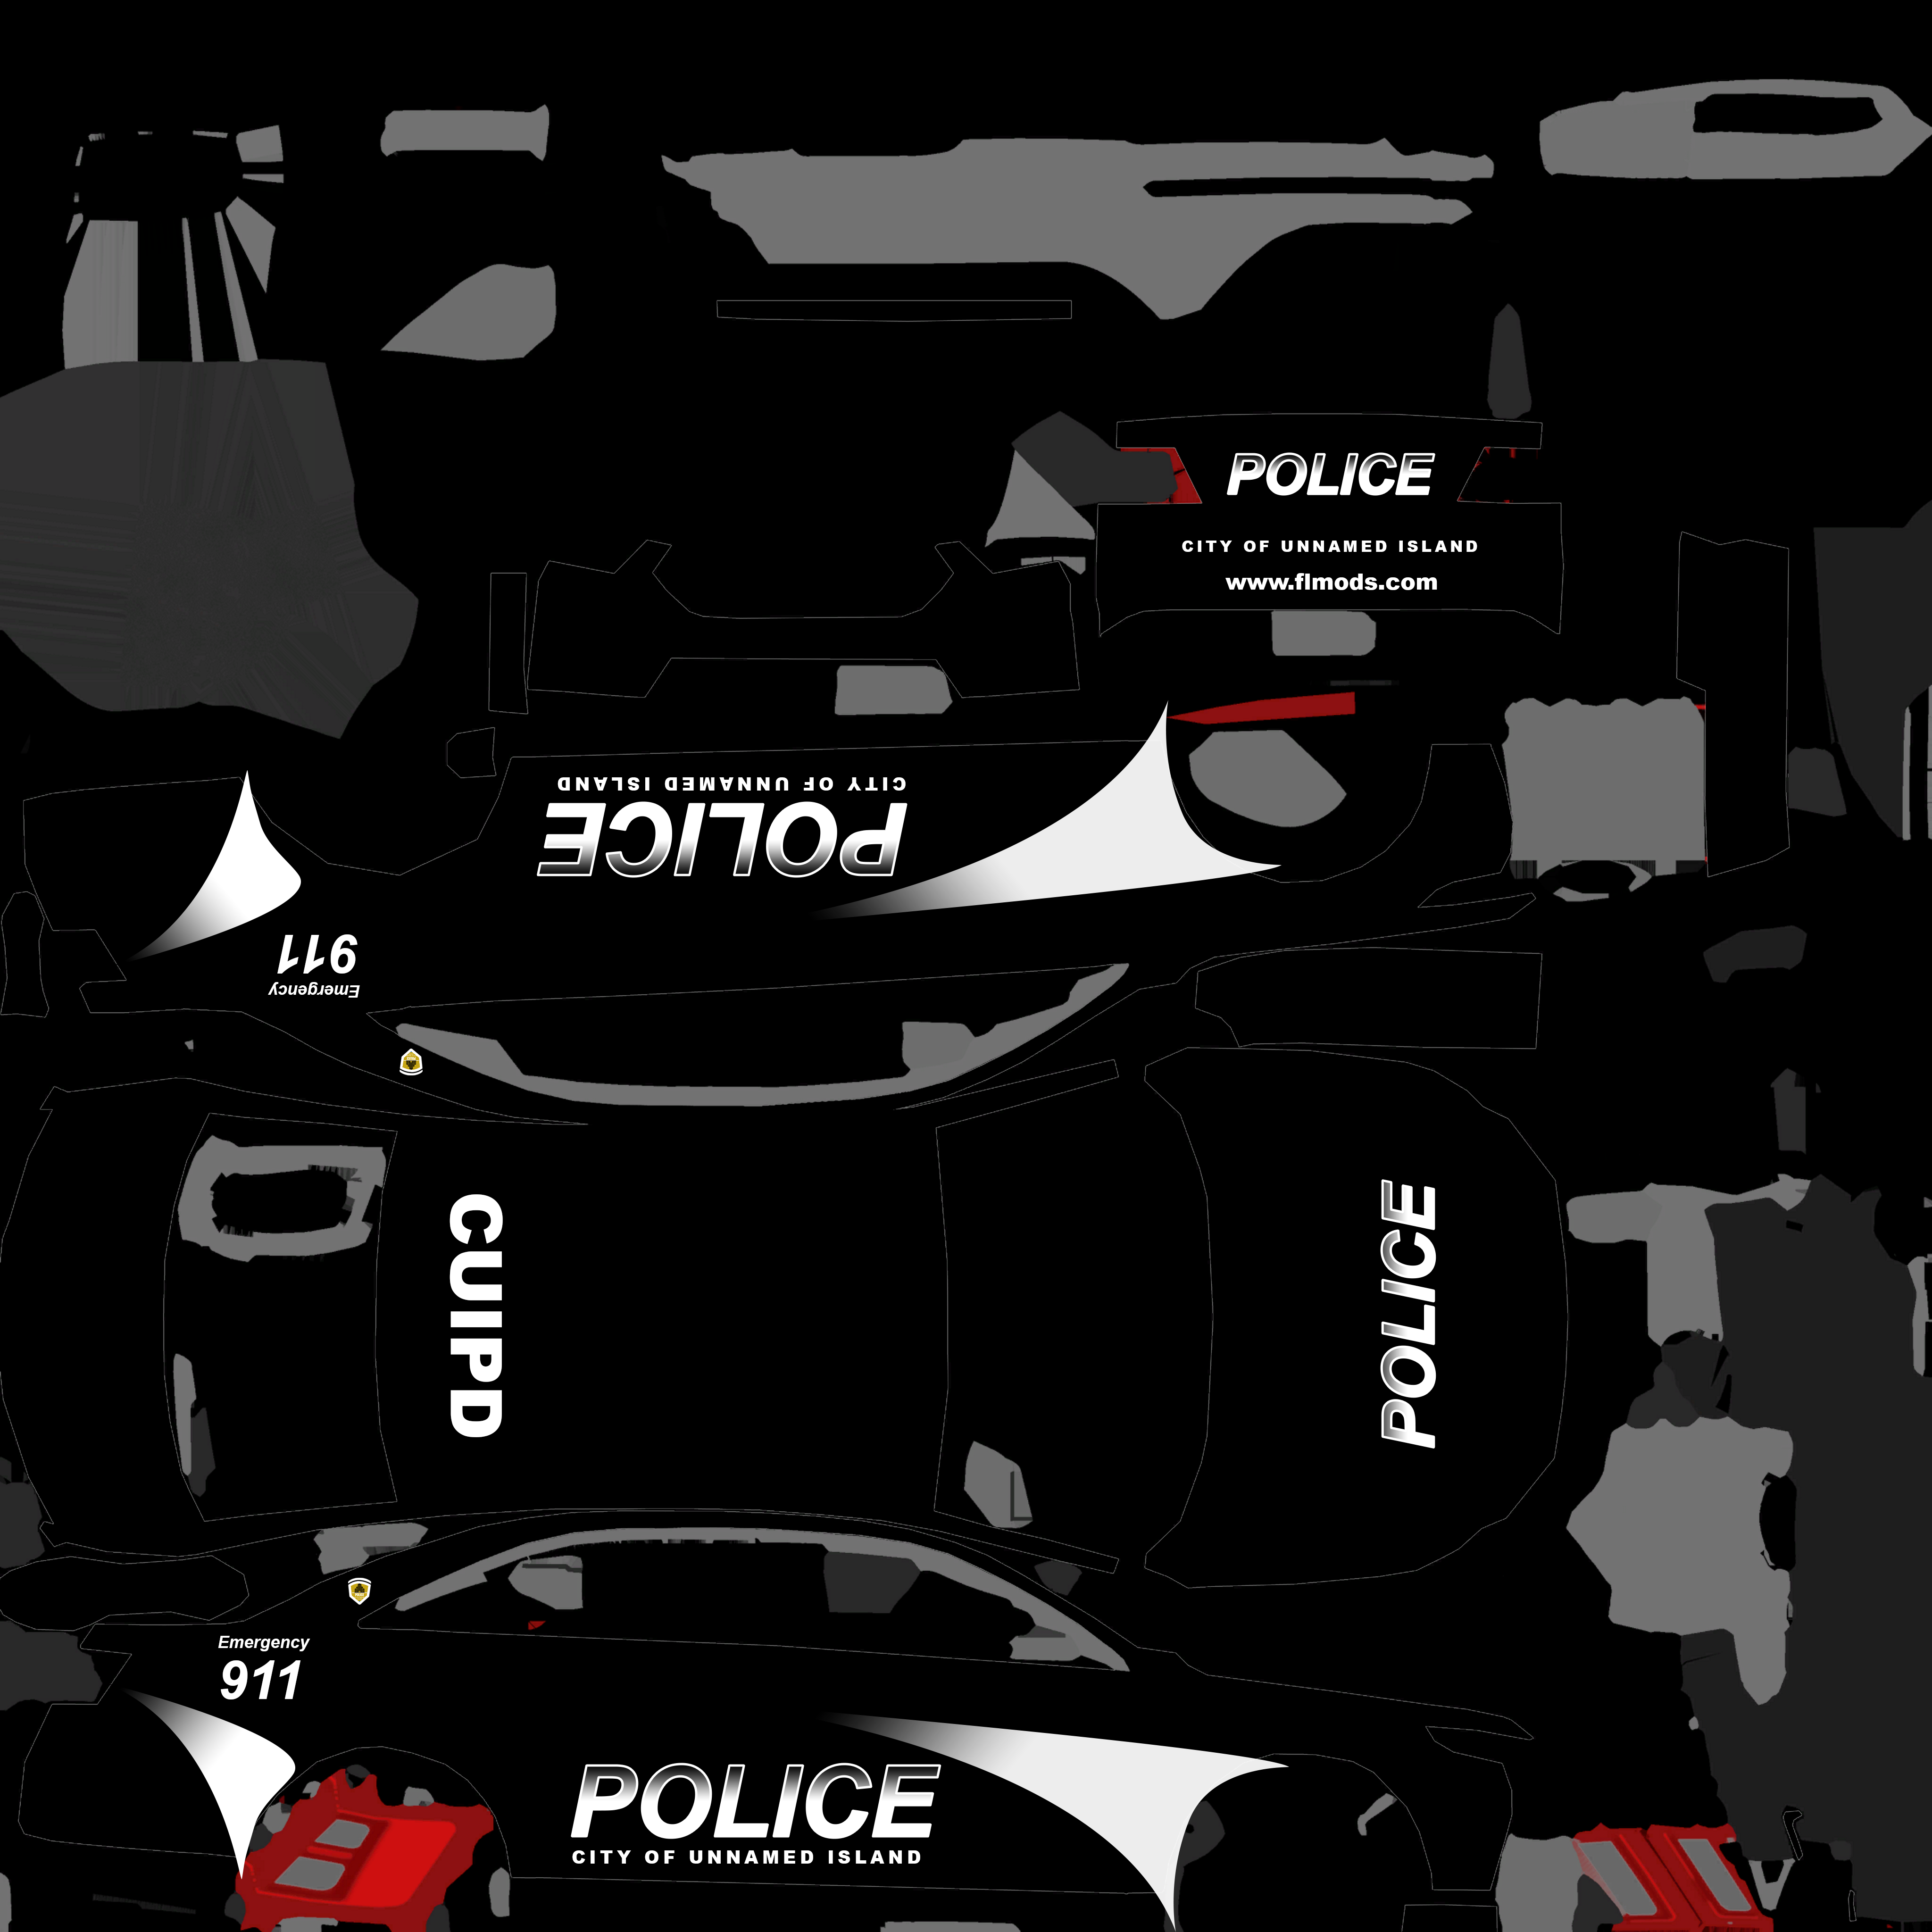 POLICE
CITY OF UNNAMED ISLAND
www.flmods.com
CITY OF UNNAMED ISLAND
POLICE
911
Emergency
CUIPD
POLICE
Emergency
911
POLICE
CITY OF UNNAMED ISLAND